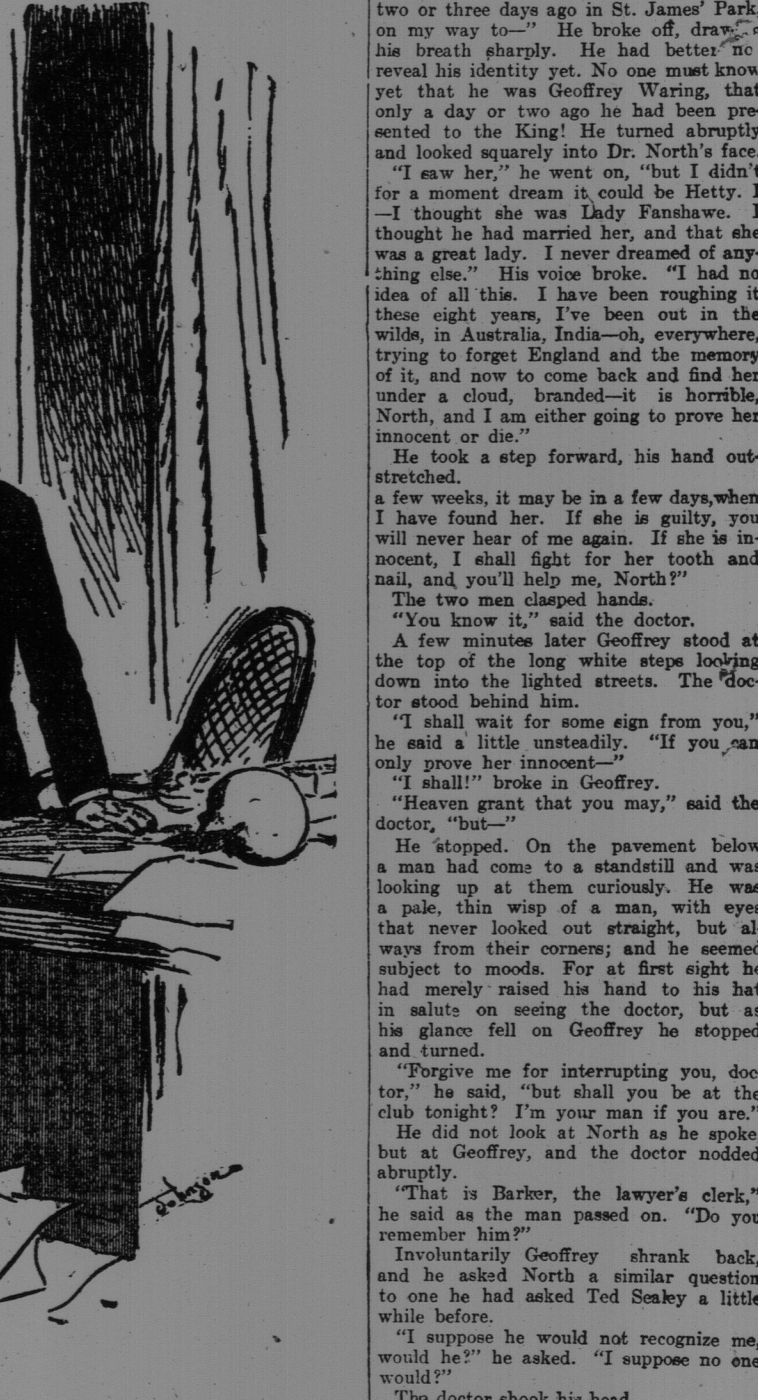 two or three days ago in St. James' Park,
on my way to—" He broke off,
his breath sharply. He had better
reveal his identity yet. No one must know
yet that he was Geoffrey Waring, that
only a day or two ago he had been pre-
sented to the King! He turned abruptly
and looked squarely into Dr. North's face.
"I saw her," he went on, "but I didn't
for a moment dream it could be Hetty. I
—I thought she was Lady Fanshawe. I
thought he had married her, and that she
was a great lady. I never dreamed of any-
thing else." His voice broke. "I had no
idea of all this. I have been roughing it
these eight years, I've been out in the
wilds, in Australia, India—oh, everywhere,
trying to forget England and the memory
of it, and now to come back and find her
under a cloud, branded—it is horrible,
North, and I am either going to prove her
innocent or die."
He took a step forward, his hand out-
stretched.
a few weeks, it may be in a few days,when
I have found her. If she is guilty, you
will never hear of me again. If she is in-
nocent, I shall fight for her tooth and
nail, and you'll help me, North?"
The two men clasped hands.
"You know it," said the doctor.
A few minutes later Geoffrey stood at
the top of the long white steps looking
down into the lighted streets. The doc-
tor stood behind him.
"I shall wait for some sign from you,"
he said a little unsteadily. "If you can
only prove her innocent—"
"I shall!" broke in Geoffrey.
"Heaven grant that you may," said the
doctor, "but—"
He stopped. On the pavement below
a man had come to a standstill and was
looking up at them curiously. He was
a pale, thin wisp of a man, with eyes
that never looked out straight, but al-
ways from their corners; and he seemed
subject to moods. For at first sight he
had merely raised his hand to his hat
in salute on seeing the doctor, but as
his glance fell on Geoffrey he stopped
and turned.
"Forgive me for interrupting you, doc-
tor," he said, "but shall you be at the
club tonight? I'm your man if you are."
He did not look at North as he spoke
but at Geoffrey, and the doctor nodded
abruptly.
"That is Barker, the lawyer's clerk,"
he said as the man passed on. "Do you
remember him?"
Involuntarily Geoffrey shrank back,
and he asked North a similar question
to one he had asked Ted Sealey a little
while before.
"I suppose he would not recognize me,
would he?" he asked. "I suppose no one
would?"
The doctor shook his head
Johnson